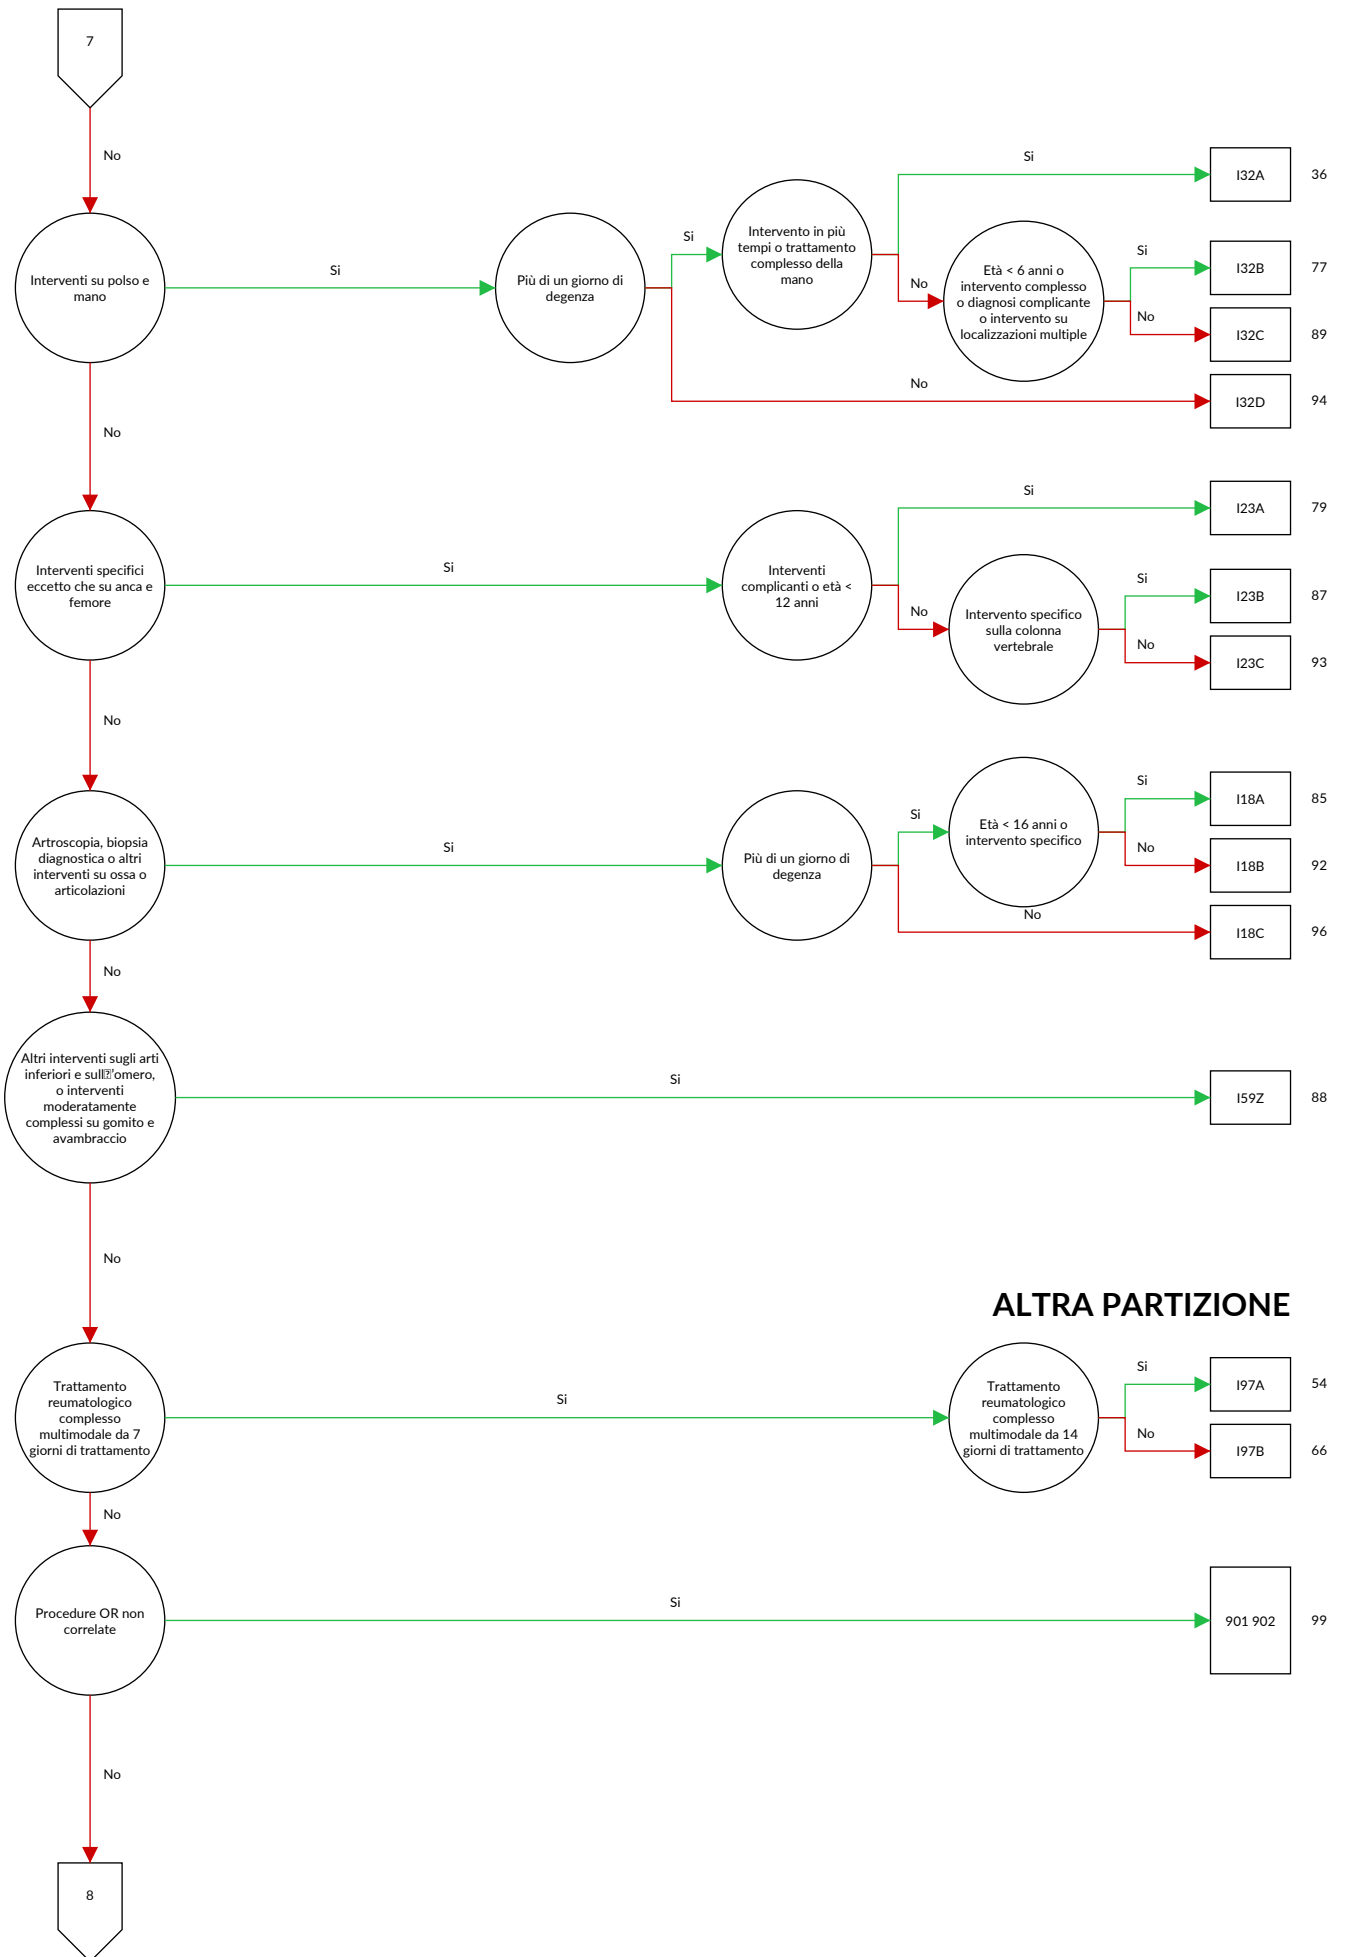 7
No
Interventi su polso e
mano
Si
Più di un giorno di
degenza
Si
Intervento in più
tempi o trattamento
complesso della
mano
Si
I32A
36
No
Età < 6 anni o
intervento complesso
o diagnosi complicante
o intervento su
localizzazioni multiple
Si
I32B
77
No
I32C
89
No
I32D
94
No
Interventi specifici
eccetto che su anca e
femore
Si
Interventi
complicanti o età <
12 anni
Si
I23A
79
No
Intervento specifico
sulla colonna
vertebrale
Si
I23B
87
No
I23C
93
No
Artroscopia, biopsia
diagnostica o altri
interventi su ossa o
articolazioni
Si
Più di un giorno di
degenza
Si
Età < 16 anni o
intervento specifico
Si
I18A
85
No
I18B
92
No
I18C
96
No
Altri interventi sugli arti
inferiori e sull�'omero,
o interventi
moderatamente
complessi su gomito e
avambraccio
Si
I59Z
88
No
ALTRA PARTIZIONE
Trattamento
reumatologico
complesso
multimodale da 7
giorni di trattamento
Si
Trattamento
reumatologico
complesso
multimodale da 14
giorni di trattamento
Si
I97A
54
No
I97B
66
No
Procedure OR non
correlate
Si
901 902
99
No
8